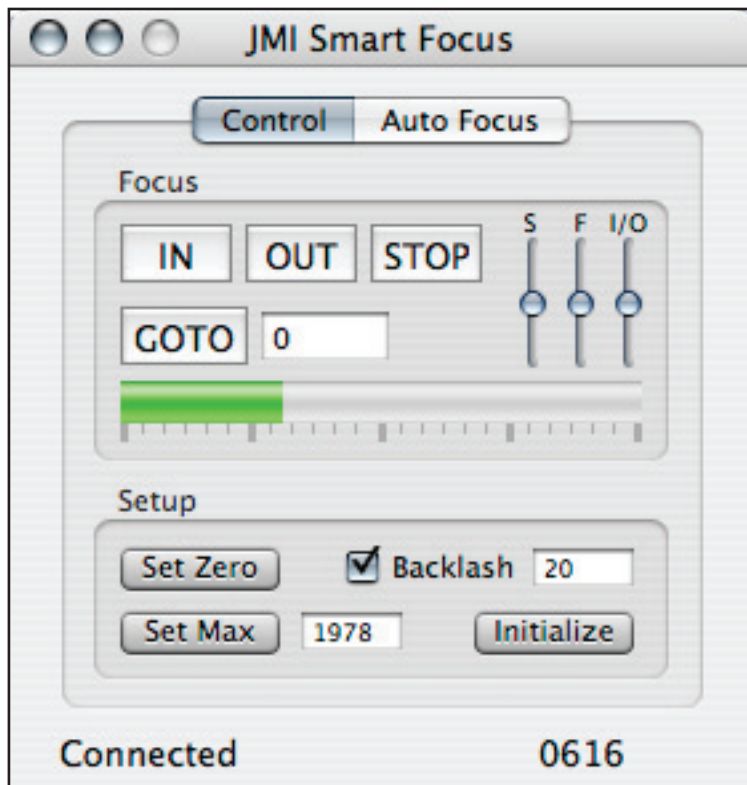 JMI Smart Focus
Control Auto Focus
Focus
S F I/O
IN OUT STOP
GOTO 0
Setup
Set Zero Backlash 20
Set Max 1978 Initialize
Connected 0616